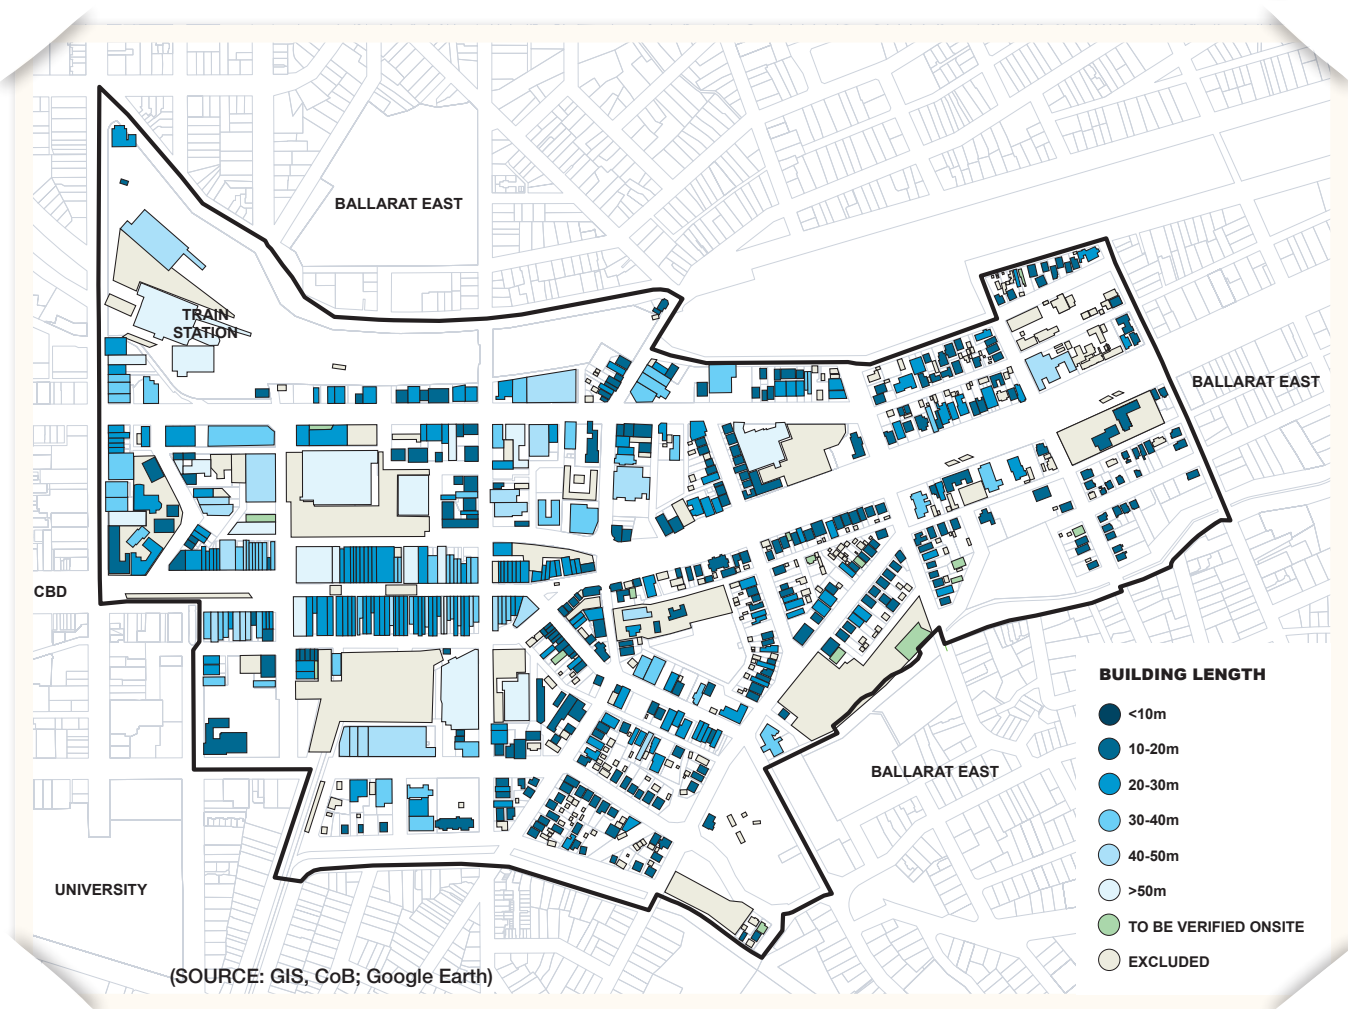 BALLARAT EAST
TRAIN
STATION
BALLARAT EAST
CBD
BUILDING LENGTH
<10m
10-20m
20-30m
30-40m
40-50m
>50m
TO BE VERIFIED ONSITE
EXCLUDED
BALLARAT EAST
UNIVERSITY
(SOURCE: GIS, CoB; Google Earth)